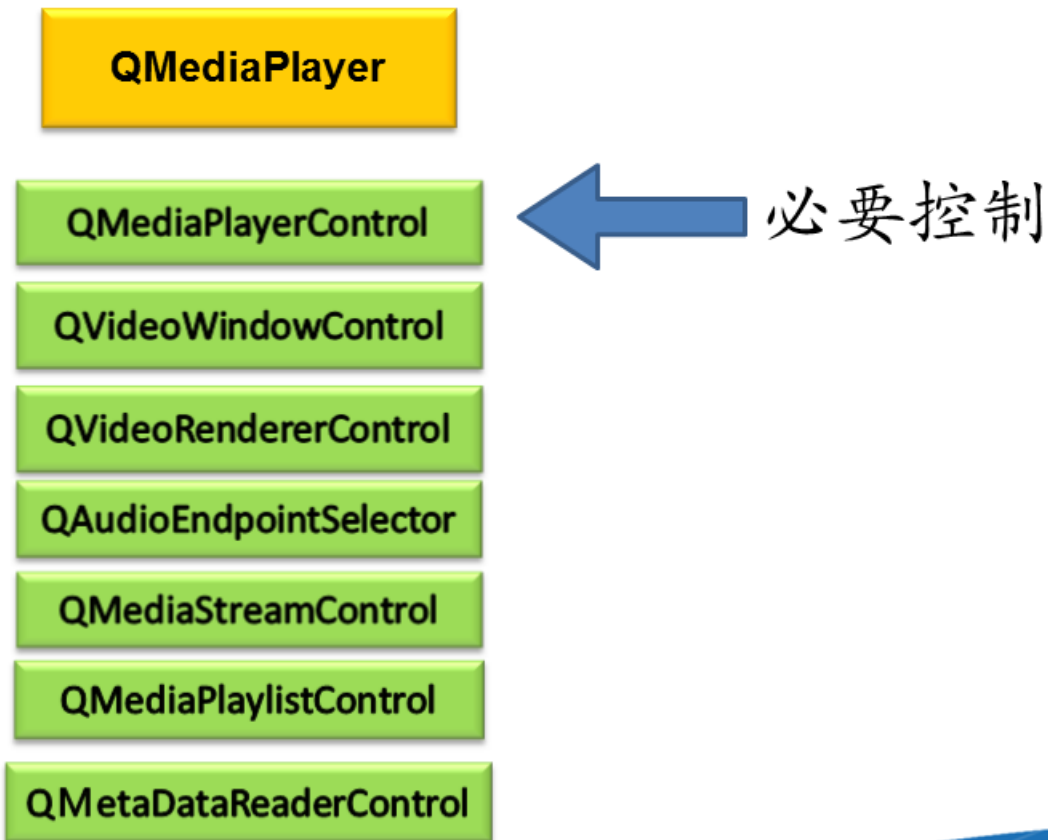 QMediaPlayer
QMediaPlayerControl
必要控制
QVideoWindowControl
QVideoRendererControl
QAudioEndpointSelector
QMediaStreamControl
QMediaPlaylistControl
QMetaDataReaderControl